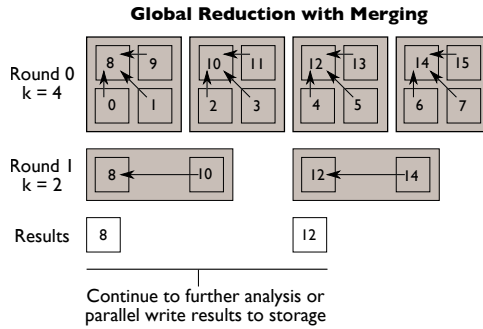 Global Reduction with Merging
Round 0
k = 4
8 9 10 11 12 13 14 15
0 1 2 3 4 5 6 7
Round 1
k = 2
8 10 12 14
Results 8 12
Continue to further analysis or
parallel write results to storage